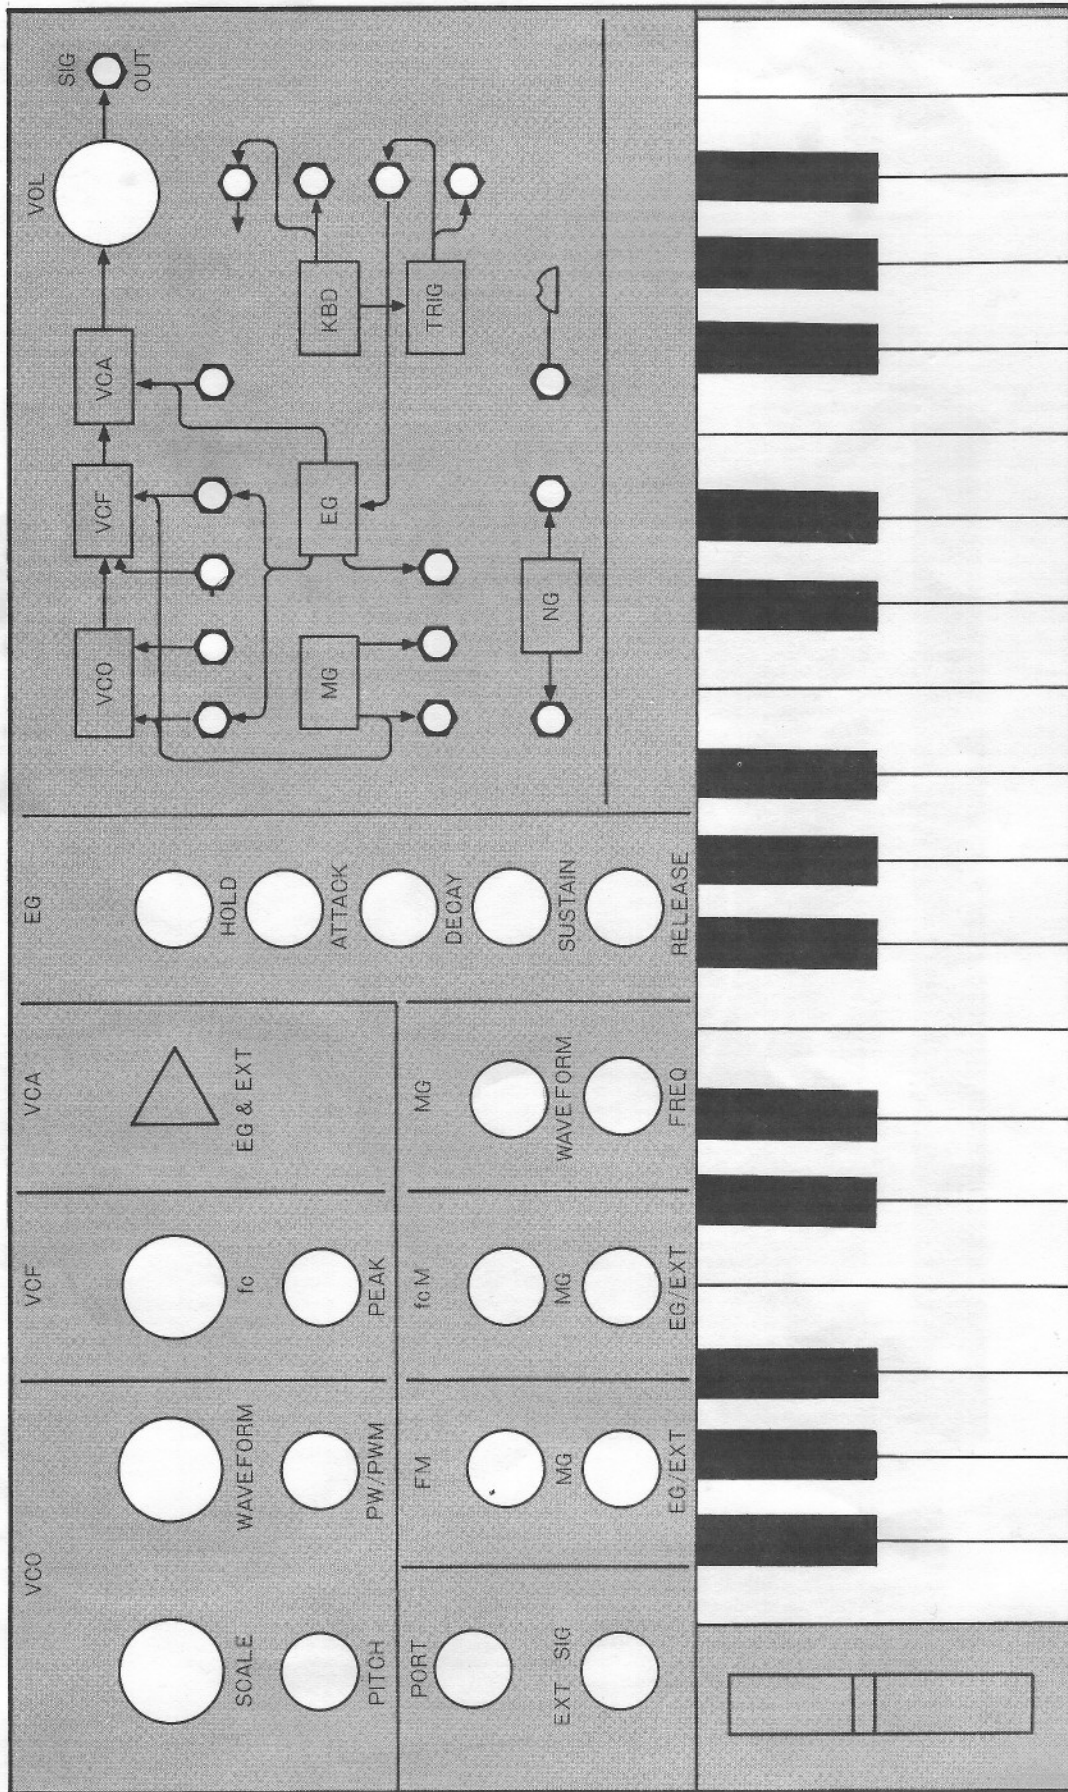 VCO
VCF
VCA
EG
SCALE
WAVEFORM
fc
EG & EXT
HOLD
PITCH
PW/PWM
PEAK
ATTACK
PORT
FM
fcM
MG
DECAY
EXT SIG
MG
MG
WAVEFORM
SUSTAIN
EG/EXT
EG/EXT
FREQ
RELEASE
VOL
SIG
OUT
VCO
VCF
VCA
MG
EG
KBD
TRIG
NG